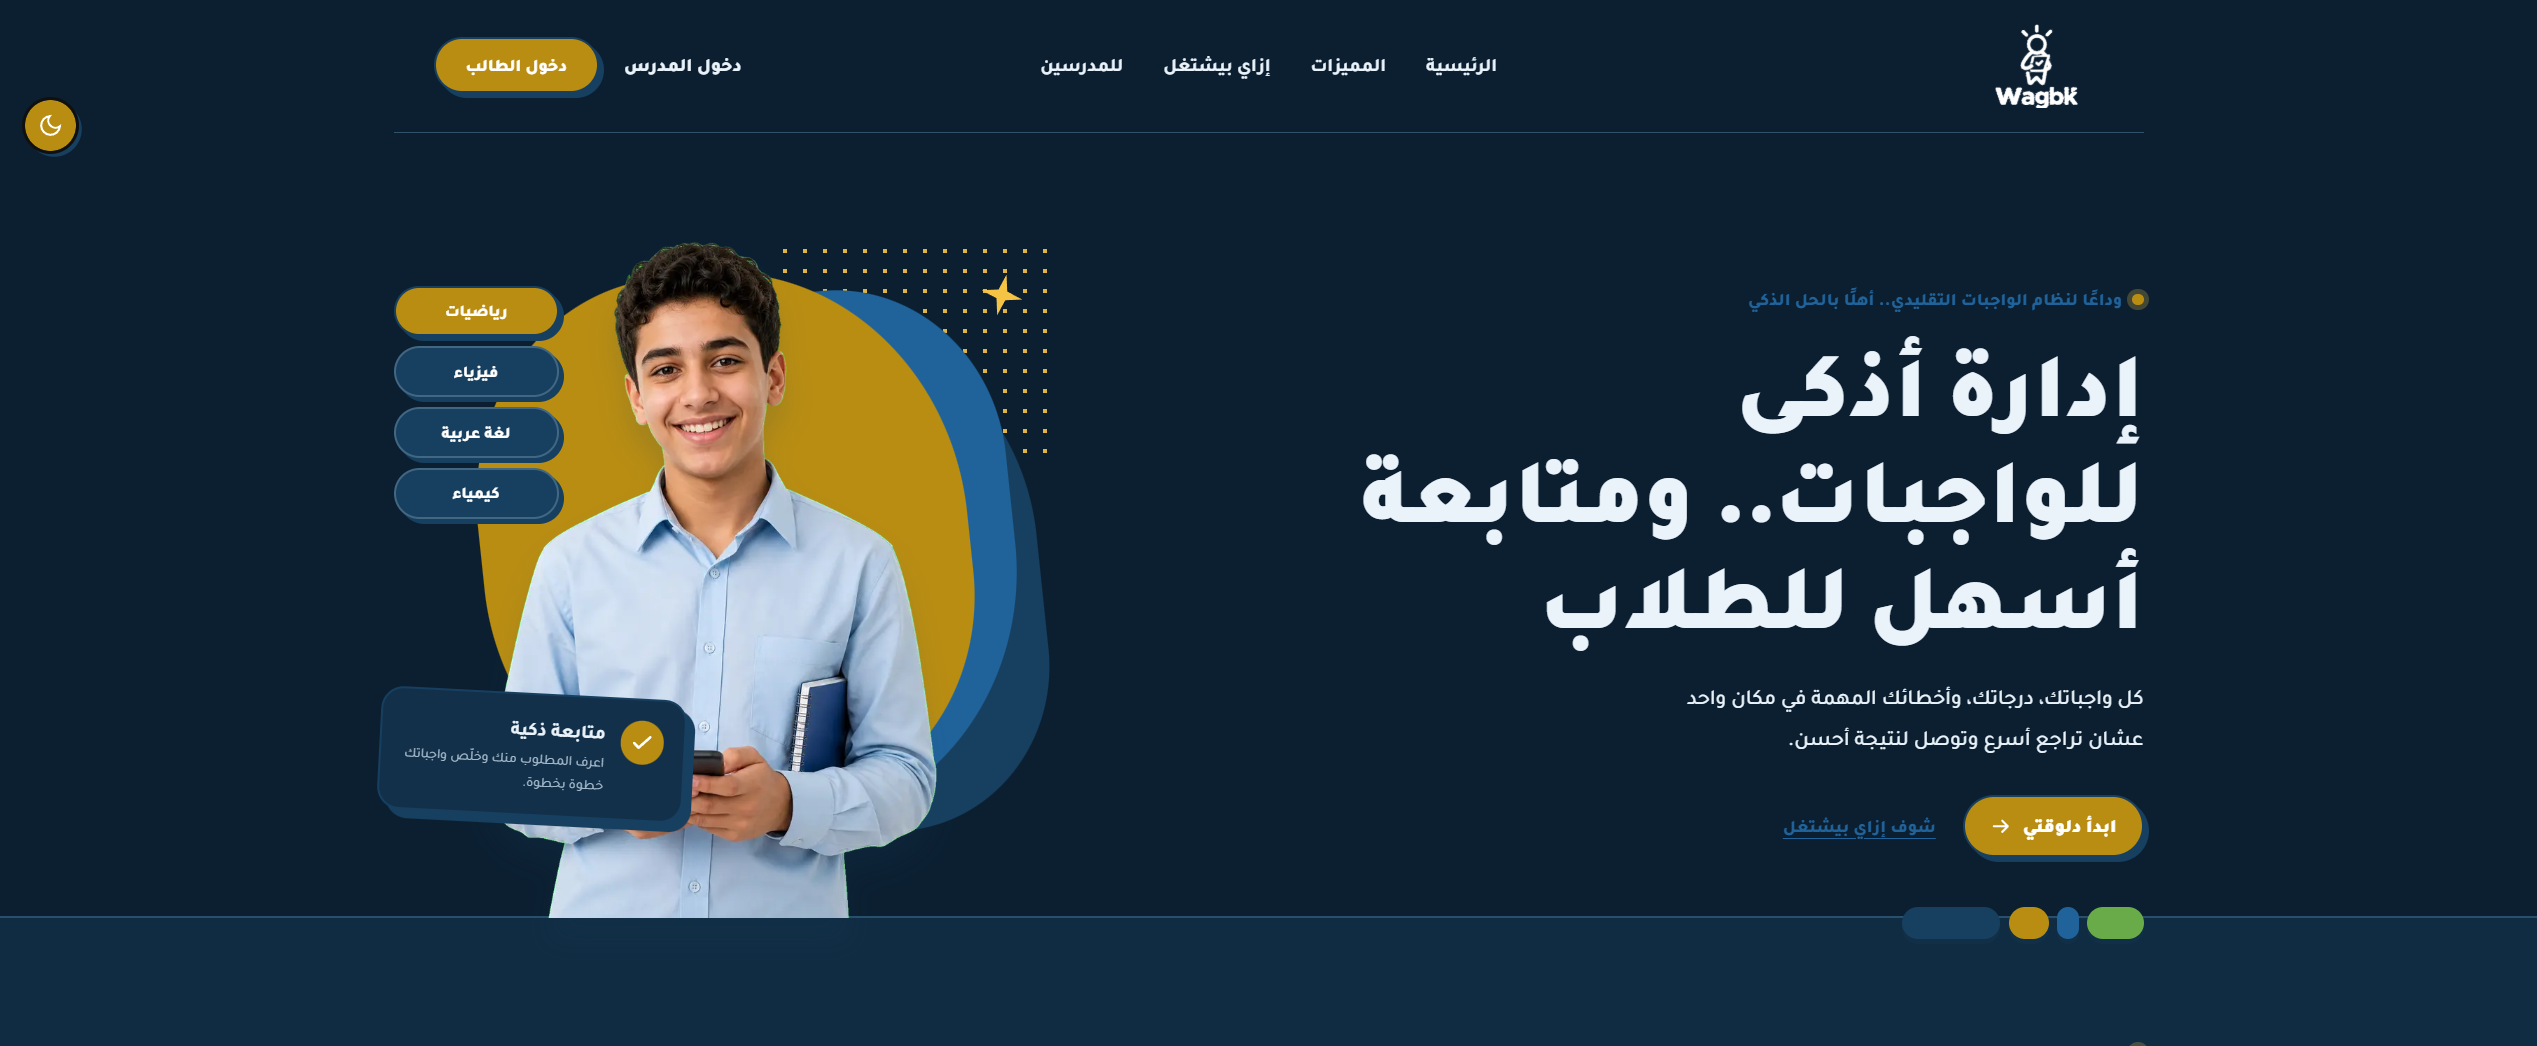 Wagbk
الرئيسية
المميزات
إزاي بيشتغل
للمدرسين
دخول المدرس
دخول الطالب
وداعًا لنظام الواجبات التقليدي.. أهلًا بالحل الذكي
إدارة أذكى
للواجبات.. ومتابعة
أسهل للطلاب
كل واجباتك، درجاتك، وأخطائك المهمة في مكان واحد
عشان تراجع أسرع وتوصل لنتيجة أحسن.
ابدأ دلوقتي
شوف إزاي بيشتغل
رياضيات
فيزياء
لغة عربية
كيمياء
متابعة ذكية
اعرف المطلوب منك وخلّص واجباتك
خطوة بخطوة.